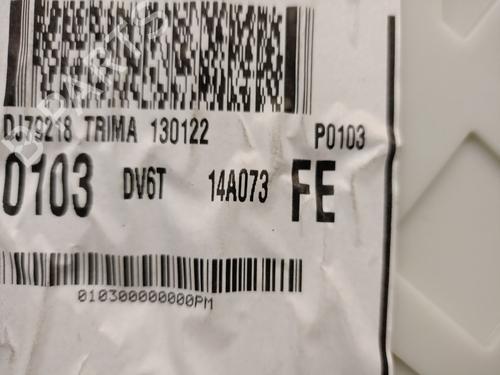 DJ79218 TRIMA 130122 P0103
0103 DV6T 14A073 FE
010300000000PM